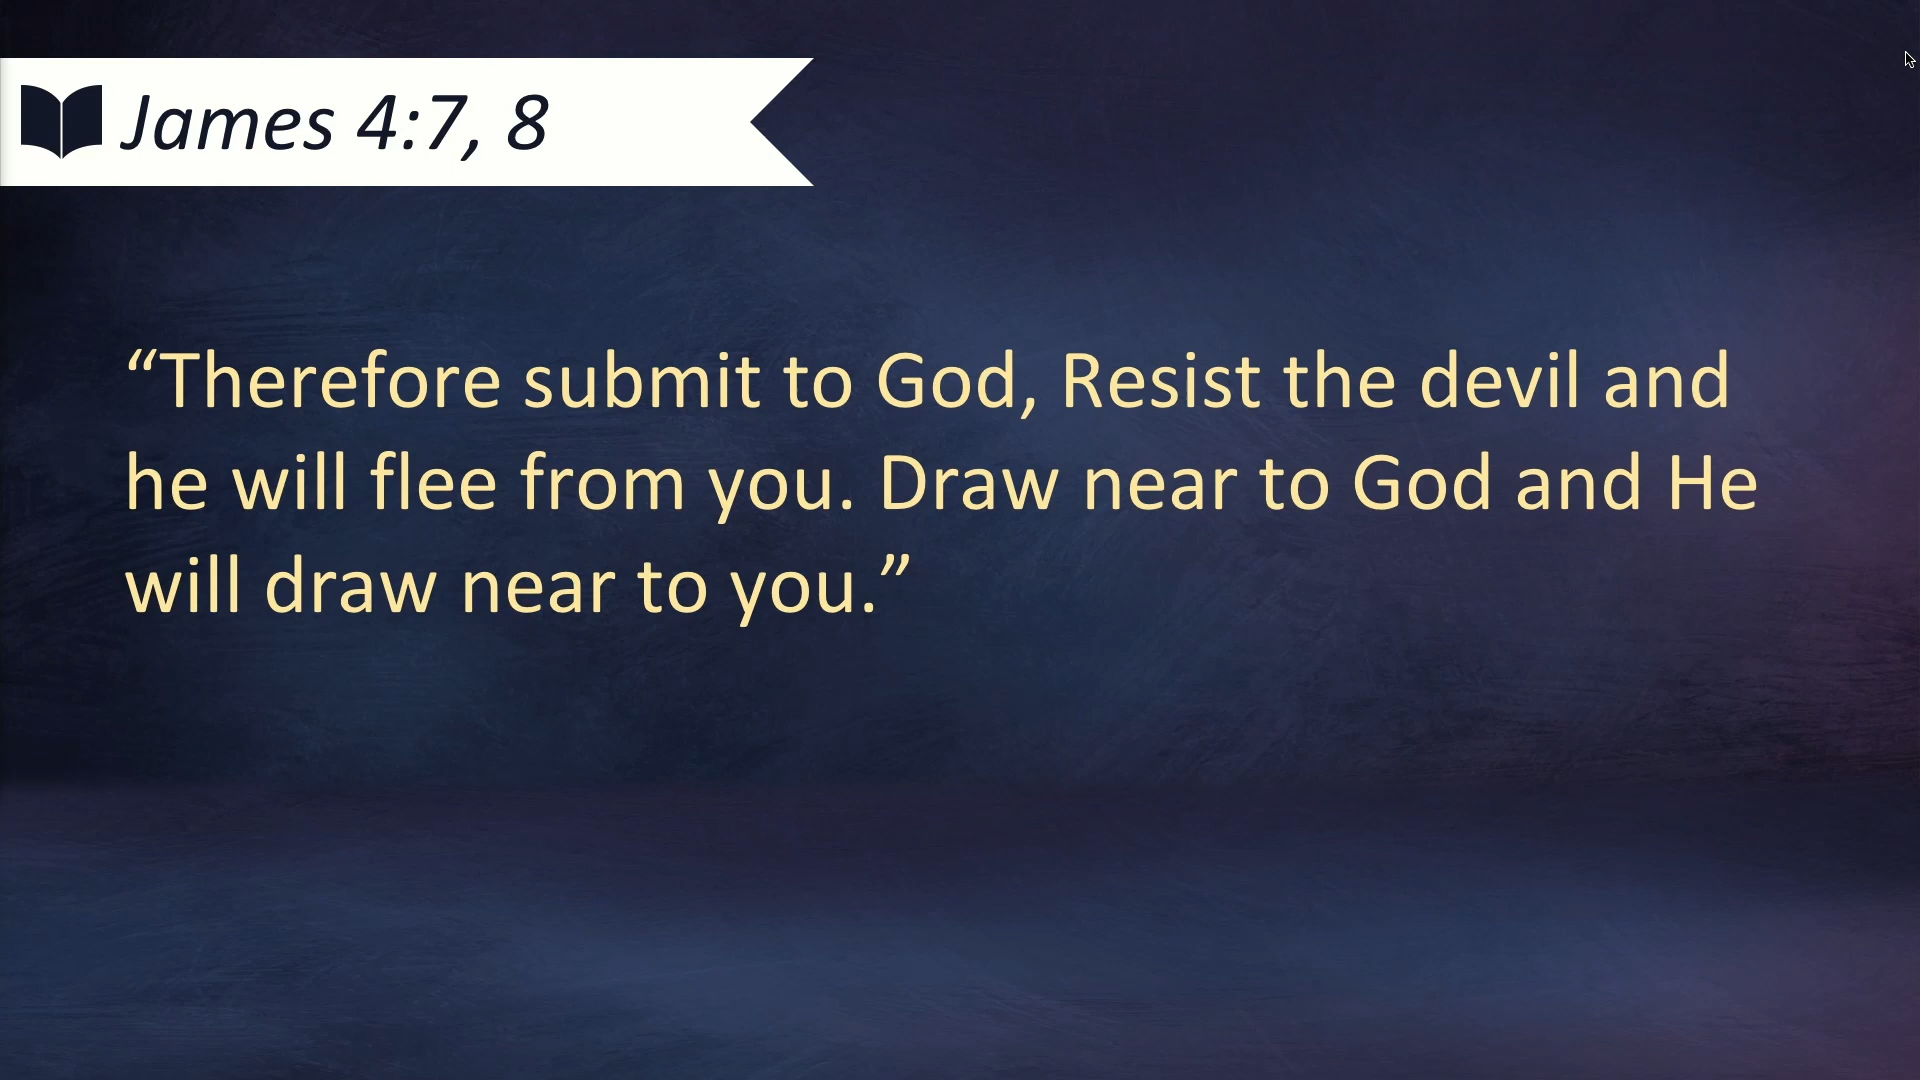 James 4:7, 8
“Therefore submit to God, Resist the devil and
he will flee from you. Draw near to God and He
will draw near to you.”